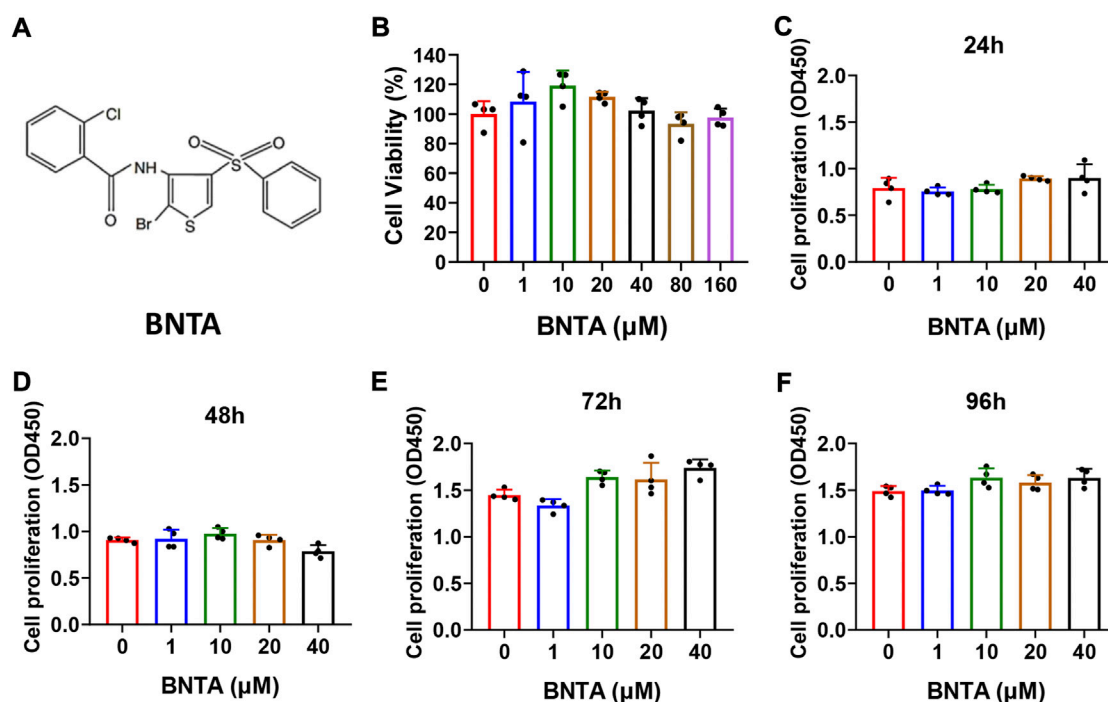 A
Cl
O
O
NH
S
O
Br
S
BNTA
B
Cell Viability (%)
140
120
100
80
60
40
20
0
0 1 10 20 40 80 160
BNTA (μM)
C
24h
Cell proliferation (OD450)
2.0
1.5
1.0
0.5
0.0
0 1 10 20 40
BNTA (μM)
D
48h
Cell proliferation (OD450)
2.0
1.5
1.0
0.5
0.0
0 1 10 20 40
BNTA (μM)
E
72h
Cell proliferation (OD450)
2.0
1.5
1.0
0.5
0.0
0 1 10 20 40
BNTA (μM)
F
96h
Cell proliferation (OD450)
2.0
1.5
1.0
0.5
0.0
0 1 10 20 40
BNTA (μM)